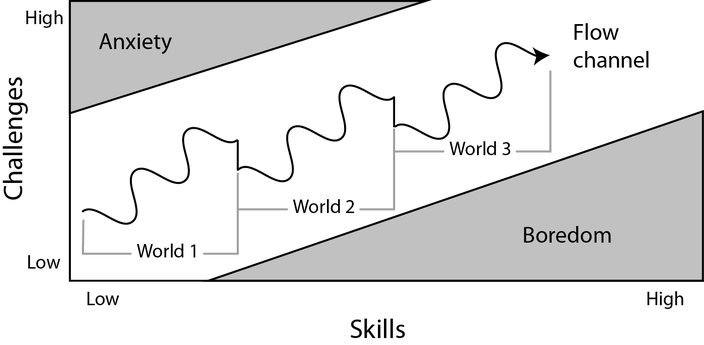 High
Anxiety
Flow
channel
Challenges
World 3
World 2
World 1
Boredom
Low
Low
High
Skills